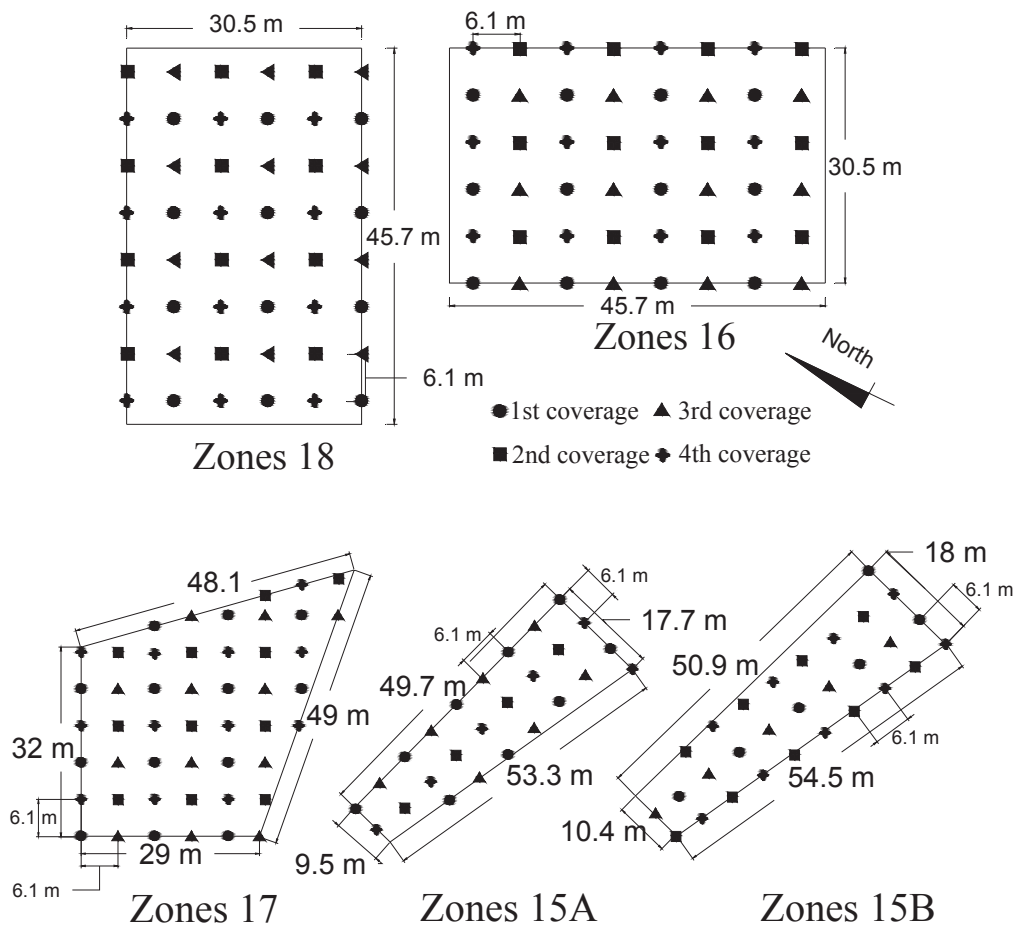 30.5 m
6.1 m
45.7 m
30.5 m
6.1 m
45.7 m
Zones 16
Zones 18
North
1st coverage
3rd coverage
2nd coverage
4th coverage
48.1
32 m
49 m
6.1 m
29 m
6.1 m
Zones 17
6.1 m
17.7 m
6.1 m
49.7 m
53.3 m
9.5 m
Zones 15A
18 m
6.1 m
50.9 m
6.1 m
54.5 m
10.4 m
Zones 15B